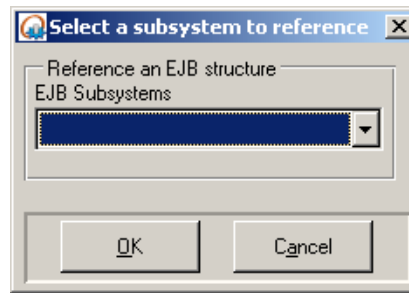 Select a subsystem to reference
Reference an EJB structure
EJB Subsystems
OK
Cancel